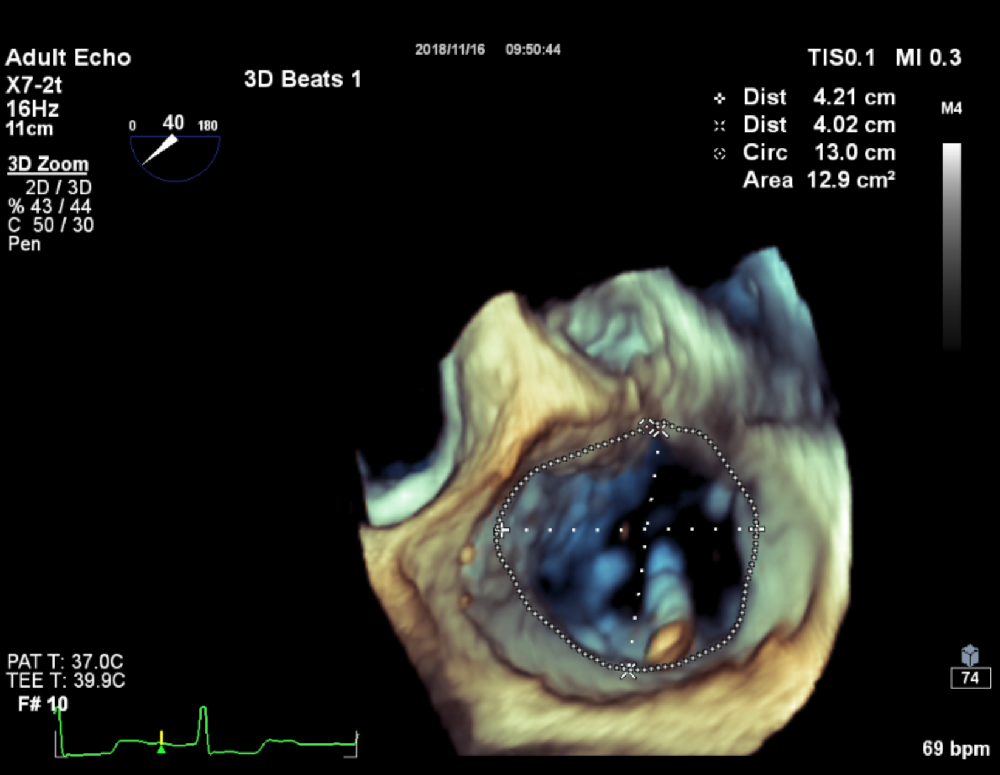 2018/11/16 09:50:44
Adult Echo
TIS0.1 MI 0.3
X7-2t
3D Beats 1
16Hz
11cm
0 40 180
Dist 4.21 cm
M4
Dist 4.02 cm
Circ 13.0 cm
Area 12.9 cm²
3D Zoom
2D / 3D
% 43 / 44
C 50 / 30
Pen
PAT T: 37.0C
TEE T: 39.9C
F# 10
74
69 bpm